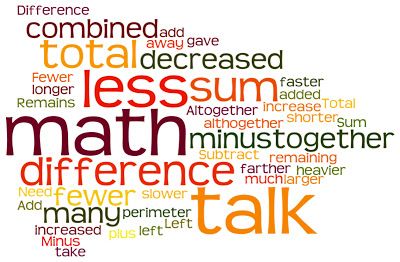 Difference
combined add
away gave
total decreased
Fewer
longer
less sum faster
added
Remains
Altogether increase Total
althogether shorter Sum
math minus together
Subtract remaining
difference farther heavier
much larger
Need fewer slower
Add many perimeter talk
increased plus left Left
Minus
take